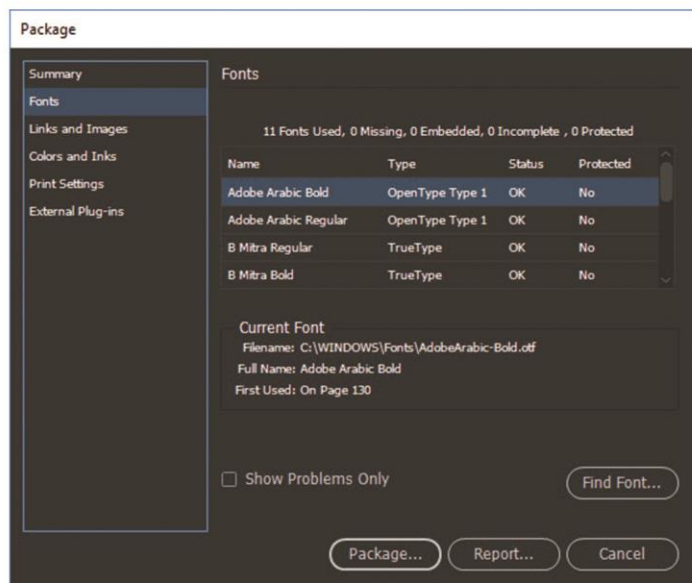 Package
Summary
Fonts
Links and Images
Colors and Inks
Print Settings
External Plug-ins
Fonts
11 Fonts Used, 0 Missing, 0 Embedded, 0 Incomplete , 0 Protected
Name Type Status Protected
Adobe Arabic Bold OpenType Type 1 OK No
Adobe Arabic Regular OpenType Type 1 OK No
B Mitra Regular TrueType OK No
B Mitra Bold TrueType OK No
Current Font
Filename: C:\WINDOWS\Fonts\AdobeArabic-Bold.otf
Full Name: Adobe Arabic Bold
First Used: On Page 130
Show Problems Only
Find Font...
Package... Report... Cancel